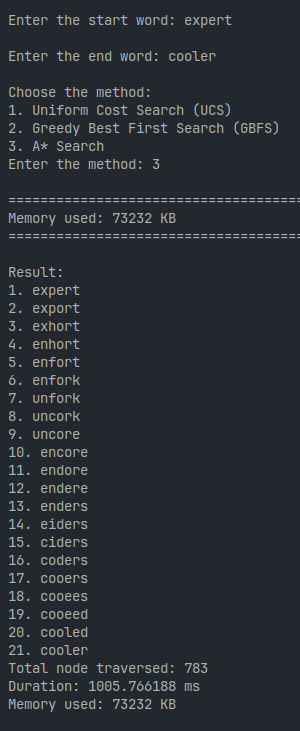 Enter the start word: expert
Enter the end word: cooler
Choose the method:
1. Uniform Cost Search (UCS)
2. Greedy Best First Search (GBFS)
3. A* Search
Enter the method: 3
=====================================
Memory used: 73232 KB
=====================================
Result:
1. expert
2. export
3. exhort
4. enhort
5. enfort
6. enfork
7. unfork
8. uncork
9. uncore
10. encore
11. endore
12. endere
13. enders
14. eiders
15. ciders
16. coders
17. cooers
18. cooees
19. cooeed
20. cooled
21. cooler
Total node traversed: 783
Duration: 1005.766188 ms
Memory used: 73232 KB